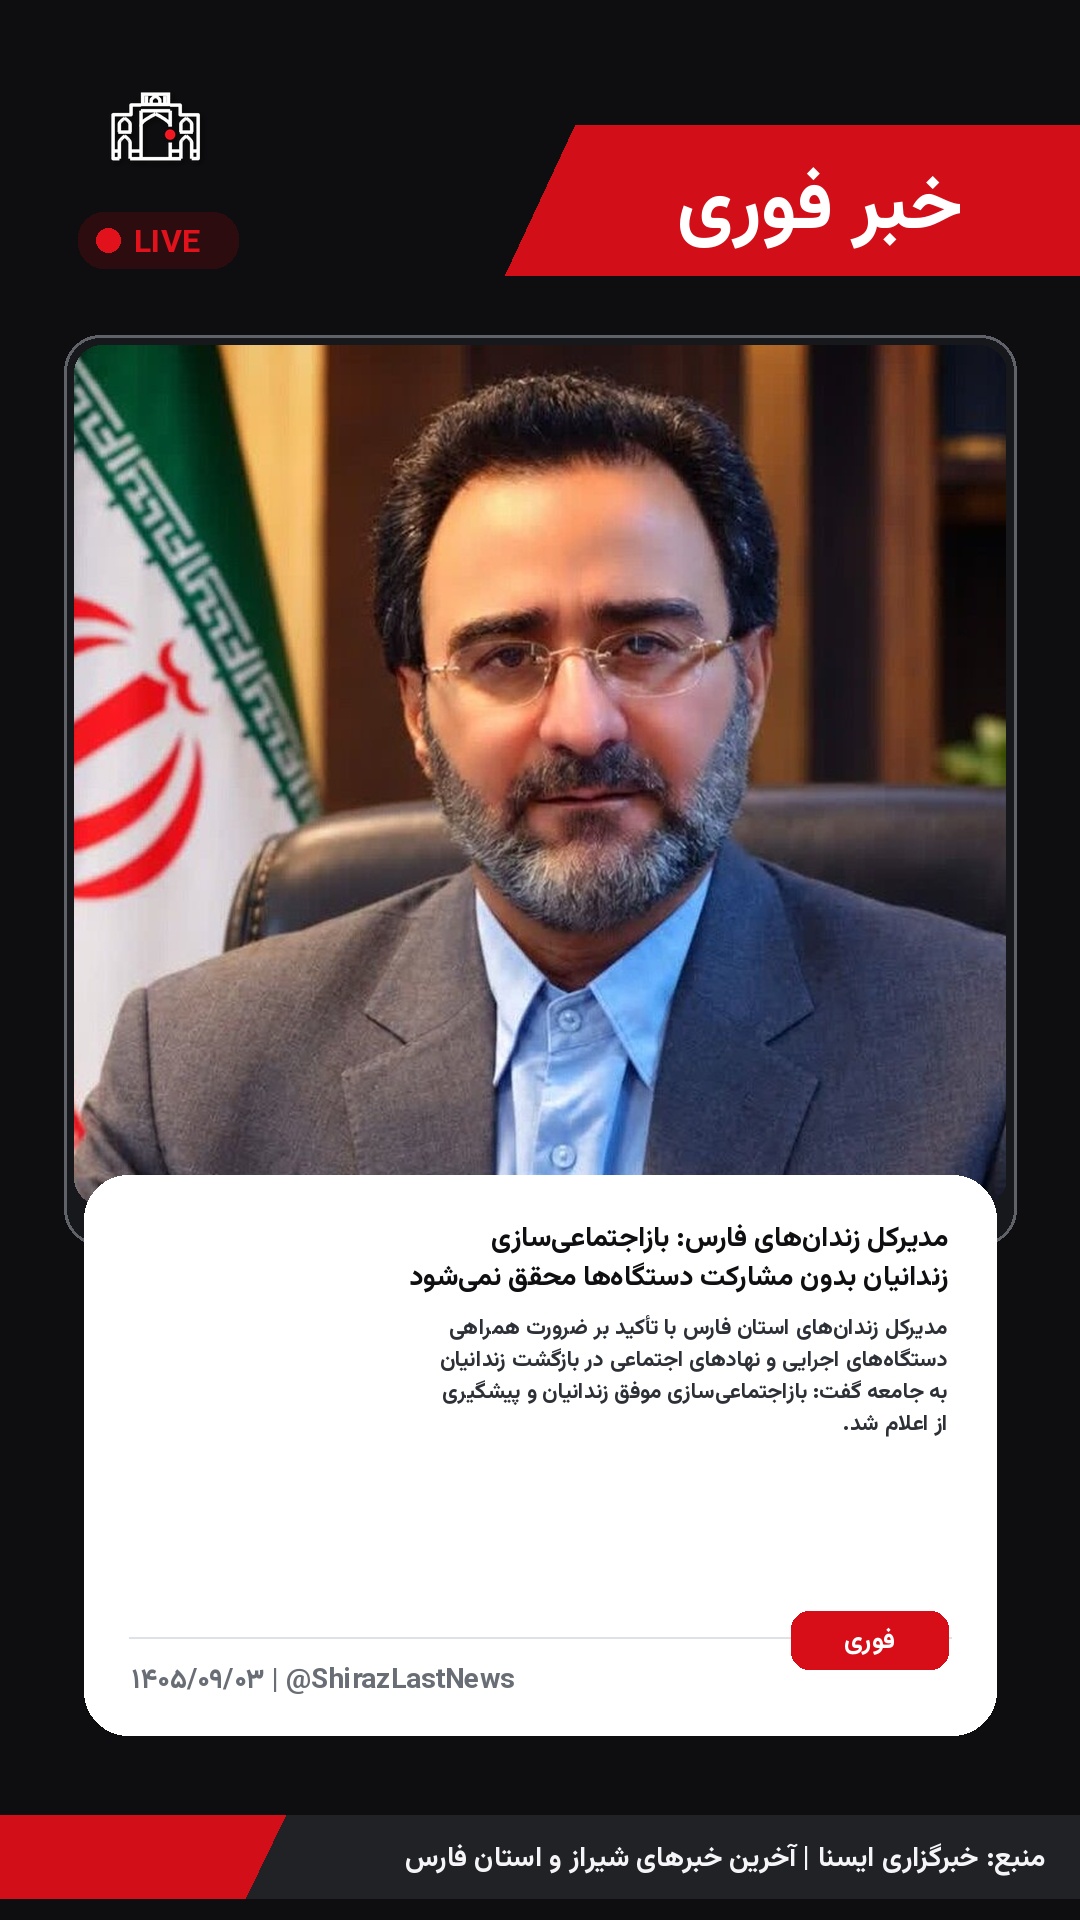 خبر فوری
LIVE
مدیرکل زندان‌های فارس: بازاجتماعی‌سازی
زندانیان بدون مشارکت دستگاه‌ها محقق نمی‌شود
مدیرکل زندان‌های استان فارس با تأکید بر ضرورت همراهی
دستگاه‌های اجرایی و نهادهای اجتماعی در بازگشت زندانیان
به جامعه گفت: بازاجتماعی‌سازی موفق زندانیان و پیشگیری
از اعلام شد.
فوری
۱۴۰۵/۰۹/۰۳ | @ShirazLastNews
منبع: خبرگزاری ایسنا | آخرین خبرهای شیراز و استان فارس